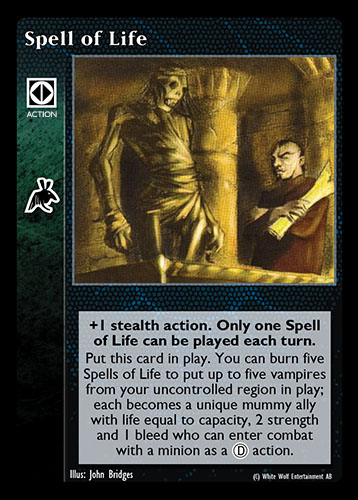 Spell of Life
ACTION
+1 stealth action. Only one Spell
of Life can be played each turn.
Put this card in play. You can burn five
Spells of Life to put up to five vampires
from your uncontrolled region in play;
each becomes a unique mummy ally
with life equal to capacity, 2 strength
and 1 bleed who can enter combat
with a minion as a Ⓓ action.
Illus: John Bridges
(C) White Wolf Entertainment AB